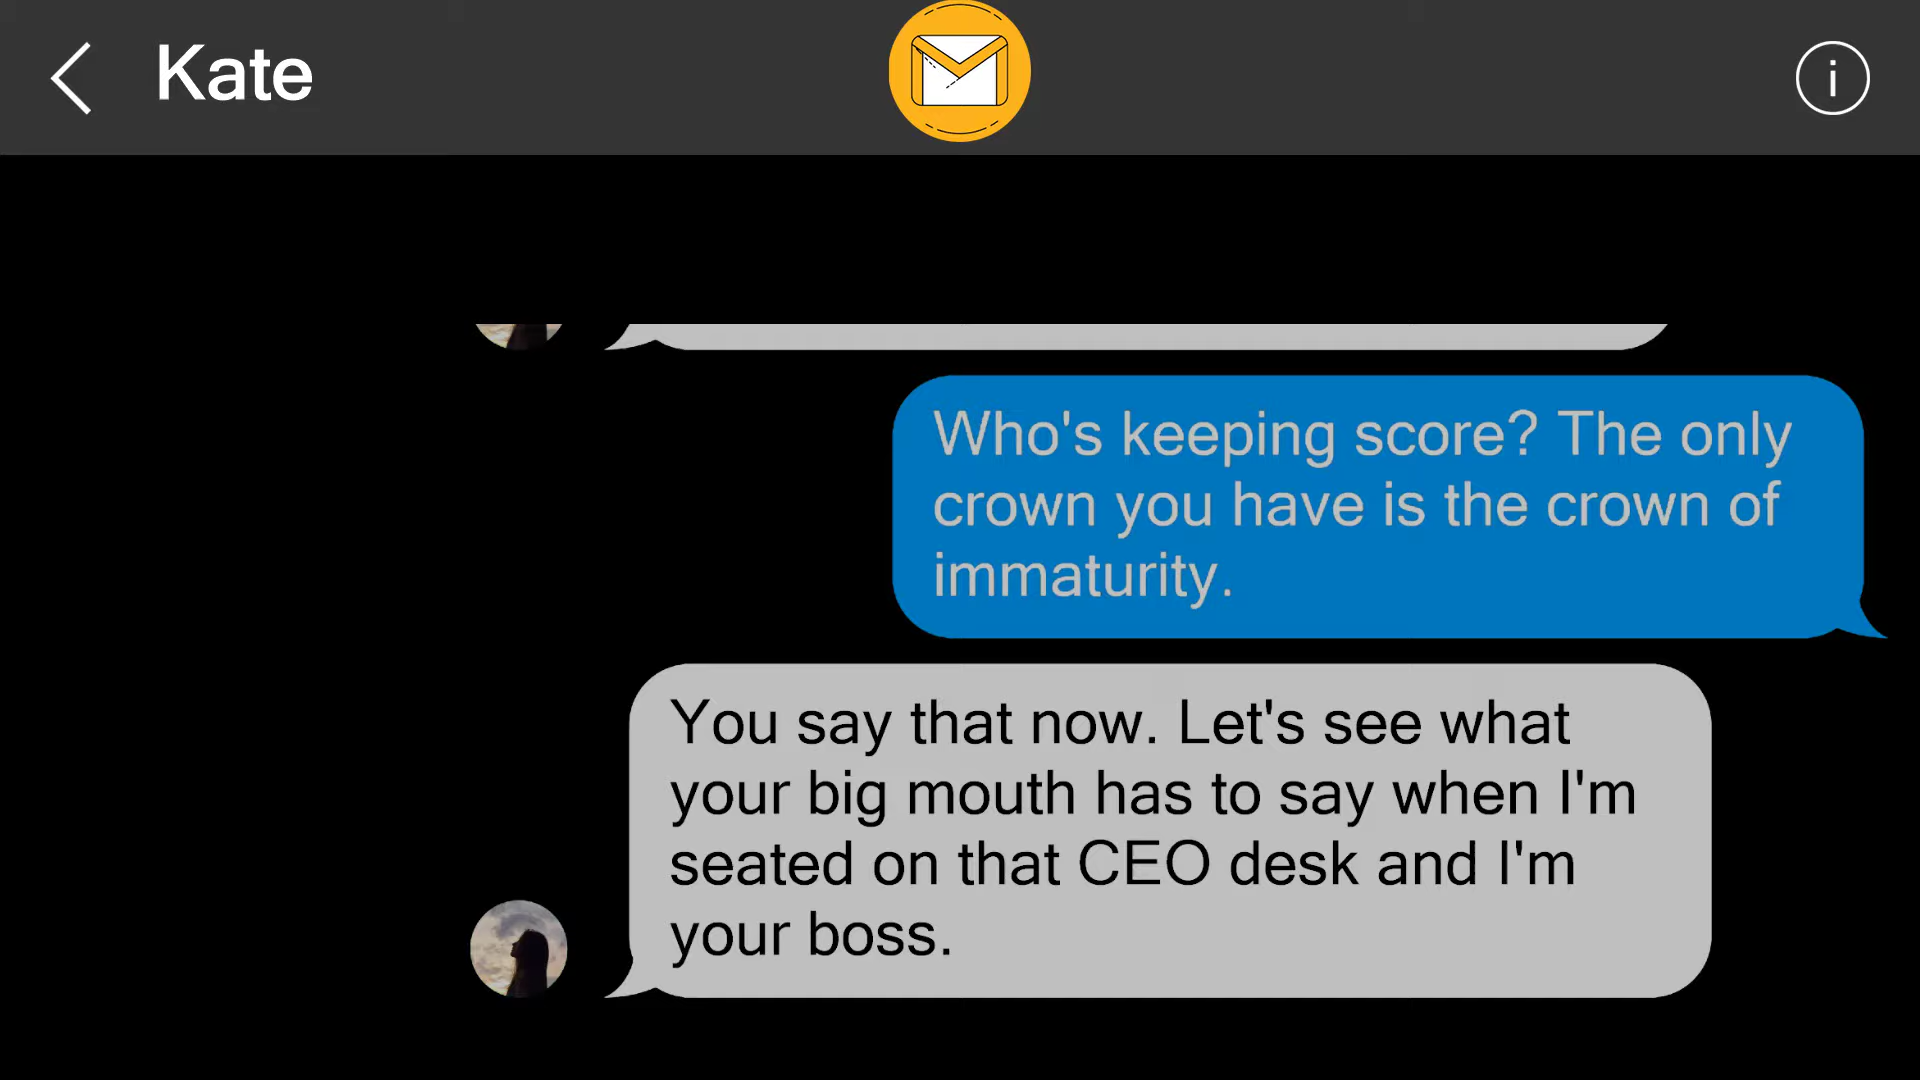 Kate
i
Who's keeping score? The only
crown you have is the crown of
immaturity.
You say that now. Let's see what
your big mouth has to say when I'm
seated on that CEO desk and I'm
your boss.